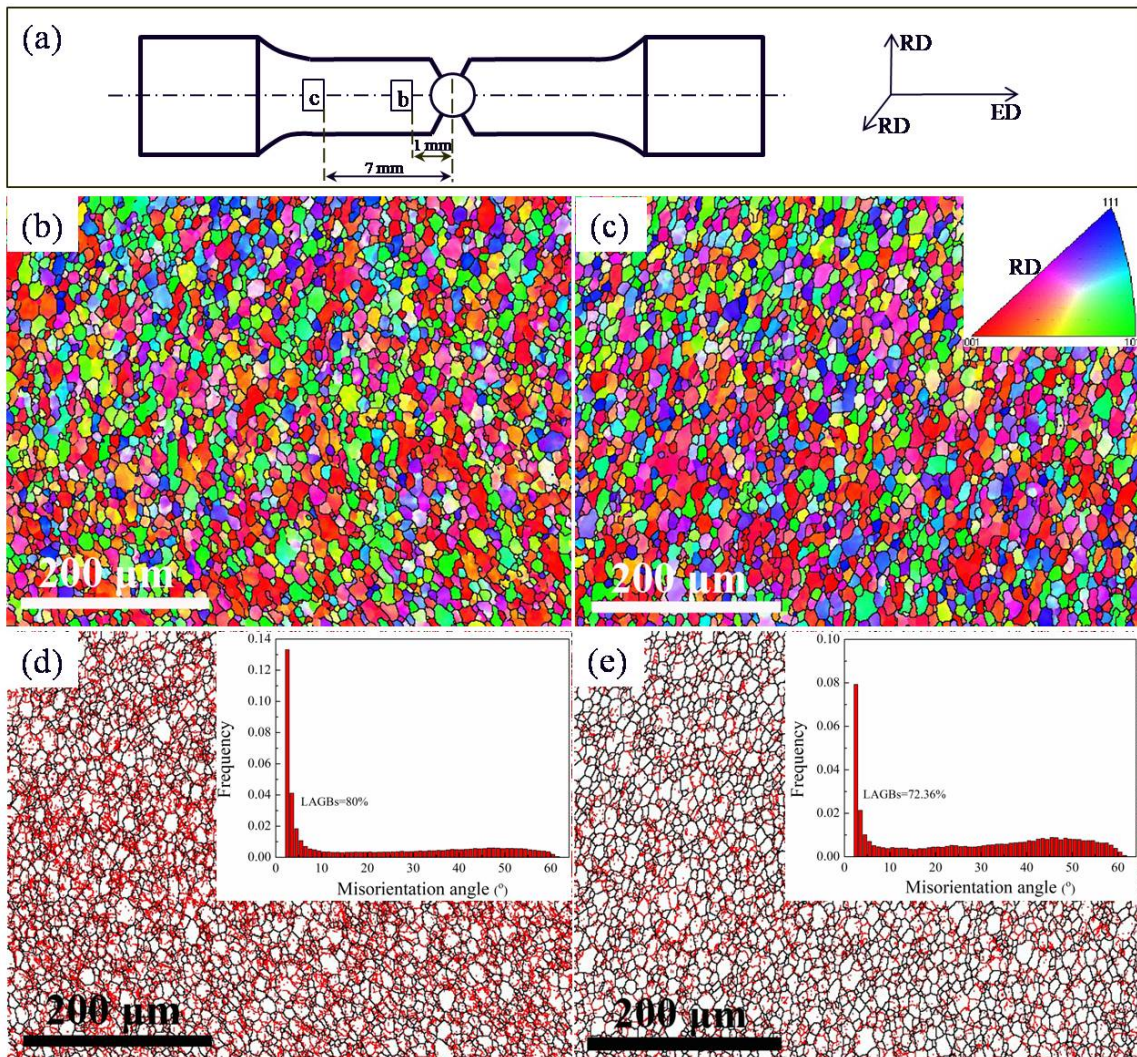 (a)
RD
c
b
ED
RD
1 mm
7 mm
(b)
(c)
111
RD
001
101
200 μm
200 μm
(d)
0.14
0.12
0.10
0.08
0.06
0.04
0.02
0.00
Frequency
LAGBs=80%
0 10 20 30 40 50 60
Misorientation angle (°)
200 μm
(e)
0.10
0.08
0.06
0.04
0.02
0.00
Frequency
LAGBs=72.36%
0 10 20 30 40 50 60
Misorientation angle (°)
200 μm